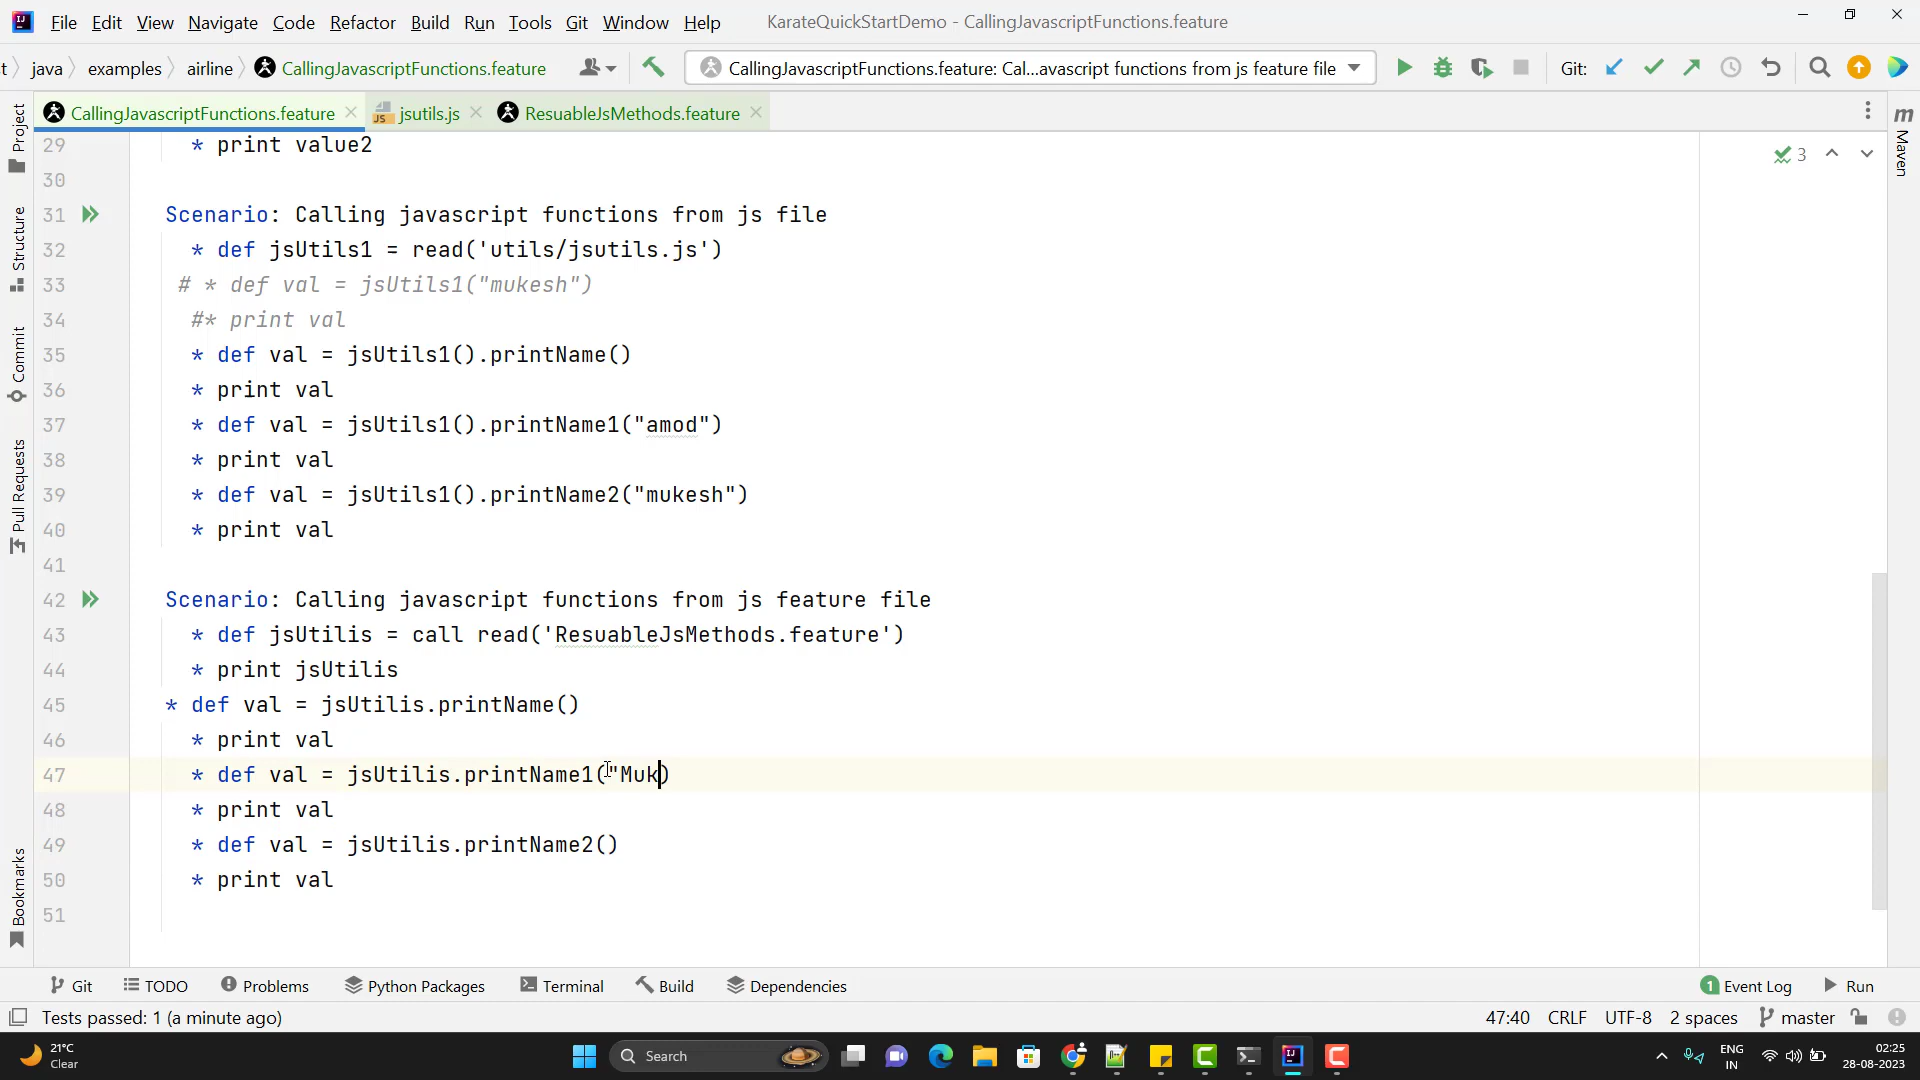 File Edit View Navigate Code Refactor Build Run Tools Git Window Help KarateQuickStartDemo - CallingJavascriptFunctions.feature
t java examples airline CallingJavascriptFunctions.feature CallingJavascriptFunctions.feature: Cal...avascript functions from js feature file Git:
CallingJavascriptFunctions.feature jsutils.js ResuableJsMethods.feature
29 * print value2
3
30
31 Scenario: Calling javascript functions from js file
32 * def jsUtils1 = read('utils/jsutils.js')
33 # * def val = jsUtils1("mukesh")
34 #* print val
35 * def val = jsUtils1().printName()
36 * print val
37 * def val = jsUtils1().printName1("amod")
38 * print val
39 * def val = jsUtils1().printName2("mukesh")
40 * print val
41
42 Scenario: Calling javascript functions from js feature file
43 * def jsUtilis = call read('ResuableJsMethods.feature')
44 * print jsUtilis
45 * def val = jsUtilis.printName()
46 * print val
47 * def val = jsUtilis.printName1("Muk)
48 * print val
49 * def val = jsUtilis.printName2()
50 * print val
51
Project
Structure
Commit
Pull Requests
Bookmarks
m
Maven
Git TODO Problems Python Packages Terminal Build Dependencies 1 Event Log Run
Tests passed: 1 (a minute ago) 47:40 CRLF UTF-8 2 spaces master
21°C
Clear
Search
ENG
IN
02:25
28-08-2023